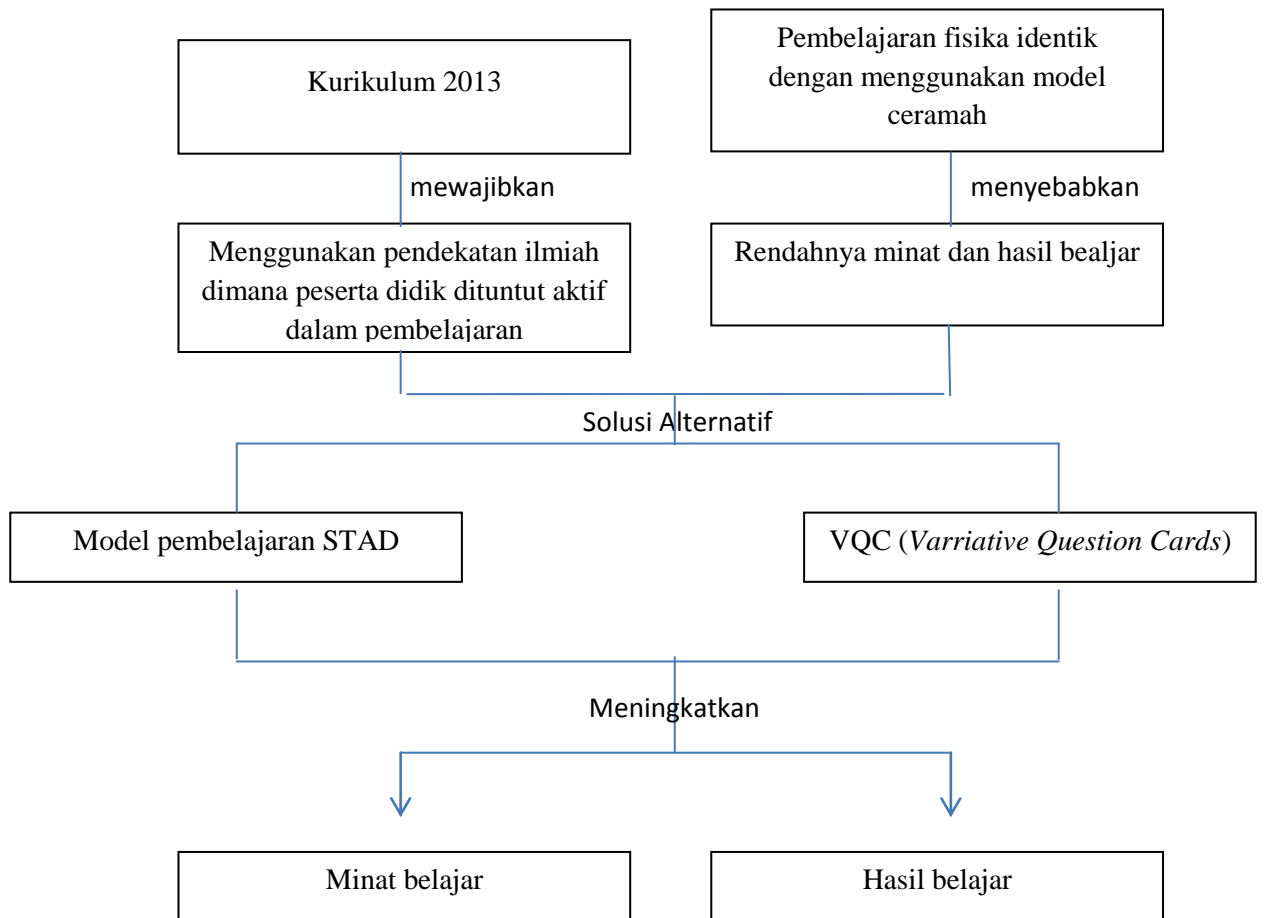 Kurikulum 2013
Pembelajaran fisika identik
dengan menggunakan model
ceramah
mewajibkan
menyebabkan
Menggunakan pendekatan ilmiah
dimana peserta didik dituntut aktif
dalam pembelajaran
Rendahnya minat dan hasil bealjar
Solusi Alternatif
Model pembelajaran STAD
VQC (Varriative Question Cards)
Meningkatkan
Minat belajar
Hasil belajar